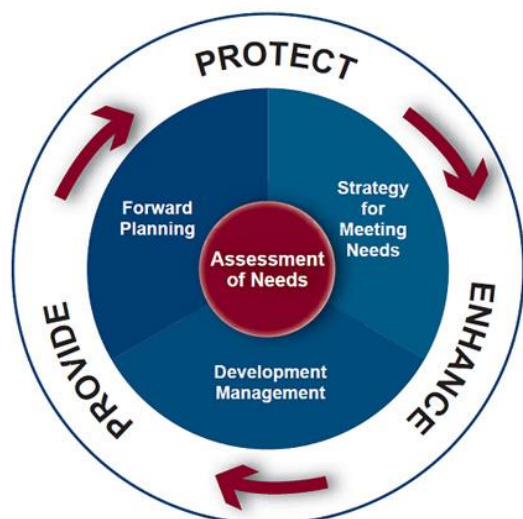 PROTECT
Forward
Planning
Strategy
for
Meeting
Needs
Assessment
of Needs
Development
Management
ENHANCE
PROVIDE